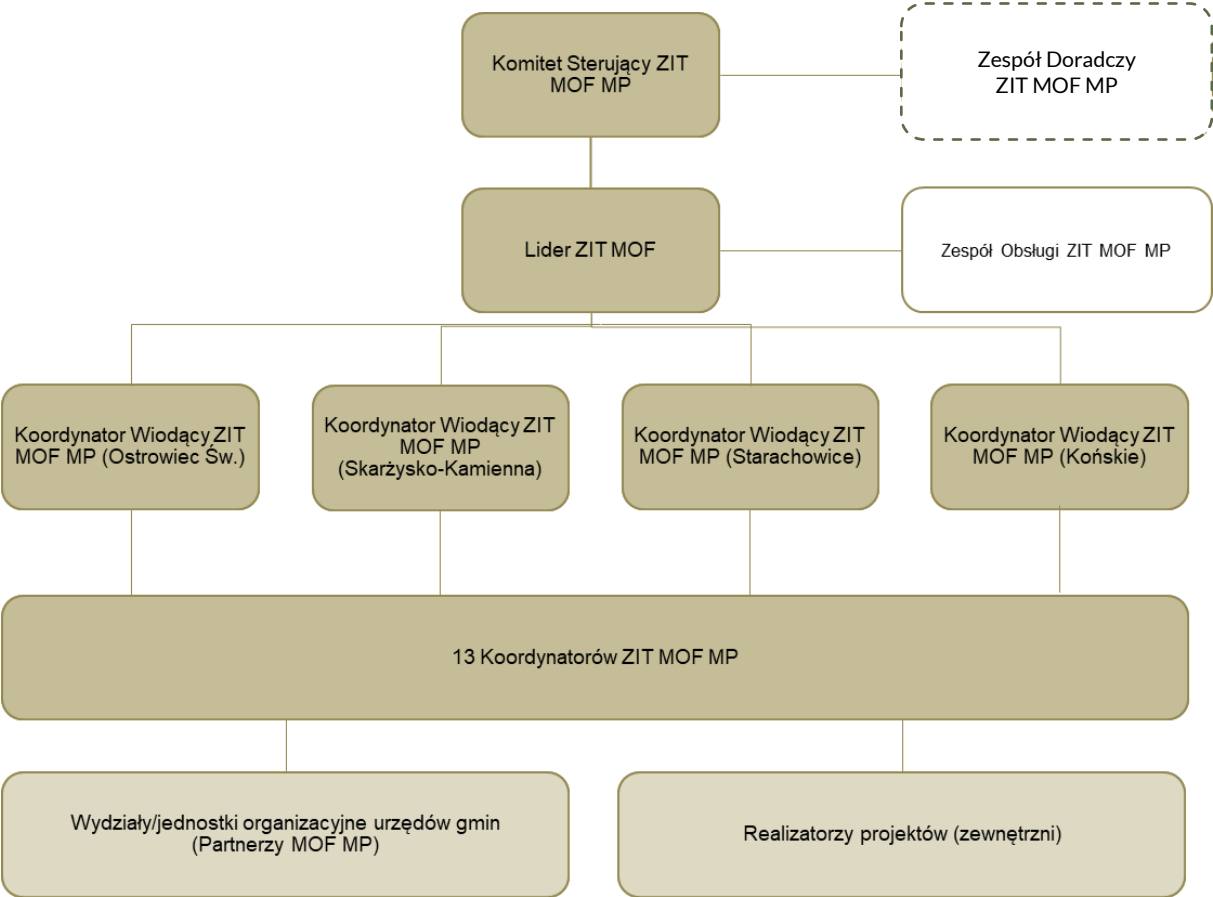 Komitet Sterujący ZIT
MOF MP
Zespół Doradczy
ZIT MOF MP
Lider ZIT MOF
Zespół Obsługi ZIT MOF MP
Koordynator Wiodący ZIT
MOF MP (Ostrowiec Św.)
Koordynator Wiodący ZIT
MOF MP
(Skarżysko-Kamienna)
Koordynator Wiodący ZIT
MOF MP (Starachowice)
Koordynator Wiodący ZIT
MOF MP (Końskie)
13 Koordynatorów ZIT MOF MP
Wydziały/jednostki organizacyjne urzędów gmin
(Partnerzy MOF MP)
Realizatorzy projektów (zewnętrzni)